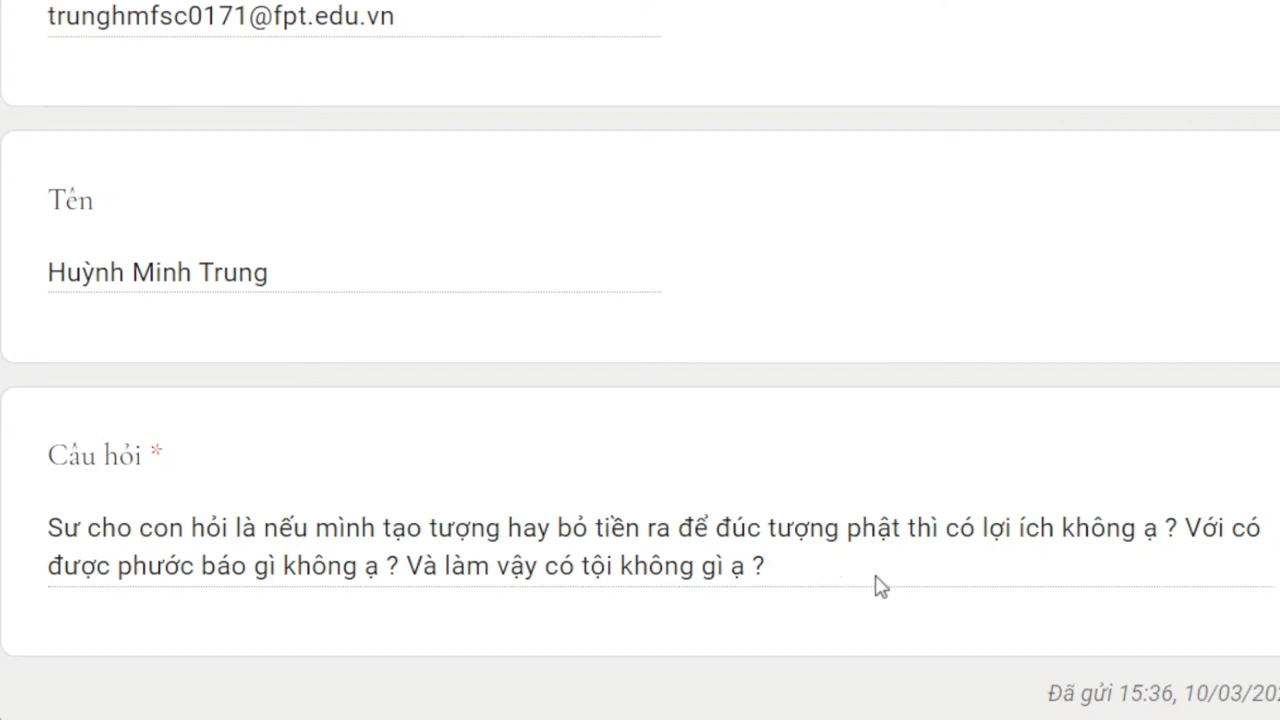 trunghmfsc0171@fpt.edu.vn
Tên
Huỳnh Minh Trung
Câu hỏi *
Sư cho con hỏi là nếu mình tạo tượng hay bỏ tiền ra để đúc tượng phật thì có lợi ích không ạ ? Với có
được phước báo gì không ạ ? Và làm vậy có tội không gì ạ ?
Đã gửi 15:36, 10/03/202